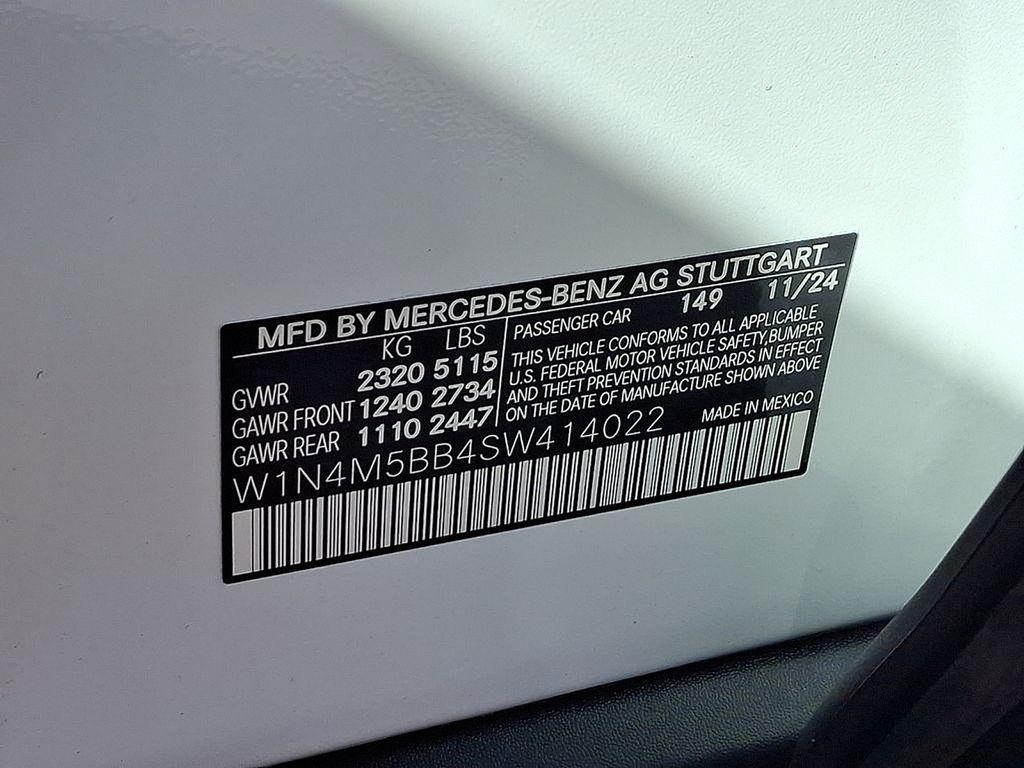 MFD BY MERCEDES-BENZ AG STUTTGART
KG LBS
GVWR 2320 5115
GAWR FRONT 1240 2734
GAWR REAR 1110 2447
PASSENGER CAR 149 11/24
THIS VEHICLE CONFORMS TO ALL APPLICABLE
U.S. FEDERAL MOTOR VEHICLE SAFETY,BUMPER
AND THEFT PREVENTION STANDARDS IN EFFECT
ON THE DATE OF MANUFACTURE SHOWN ABOVE
W1N4M5BB4SW414022 MADE IN MEXICO